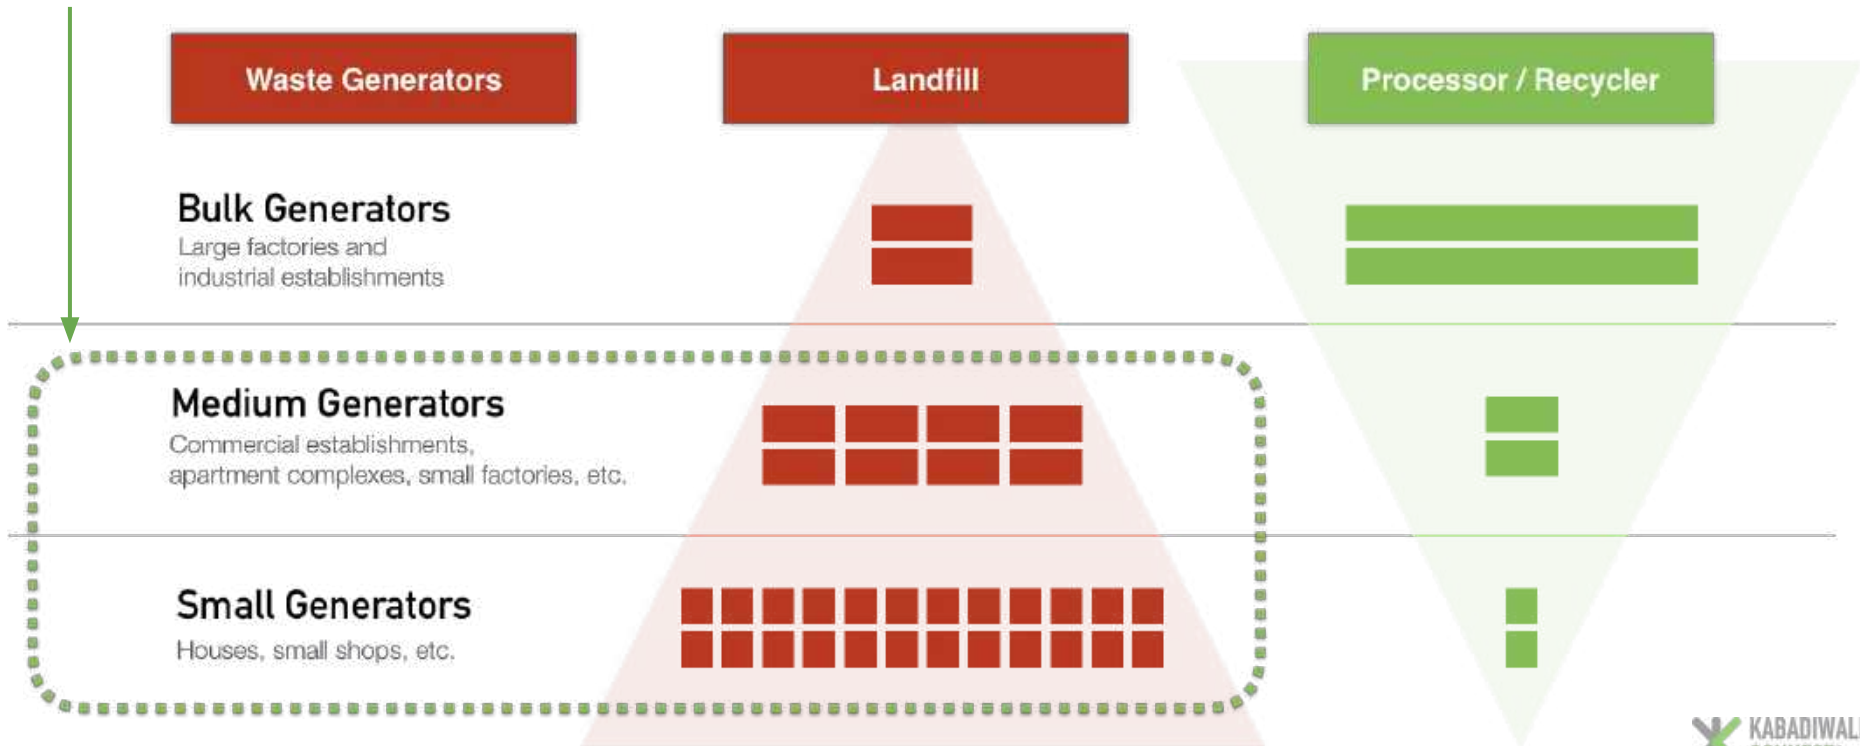 Waste Generators
Landfill
Processor / Recycler
Bulk Generators
Large factories and
industrial establishments
Medium Generators
Commercial establishments,
apartment complexes, small factories, etc.
Small Generators
Houses, small shops, etc.